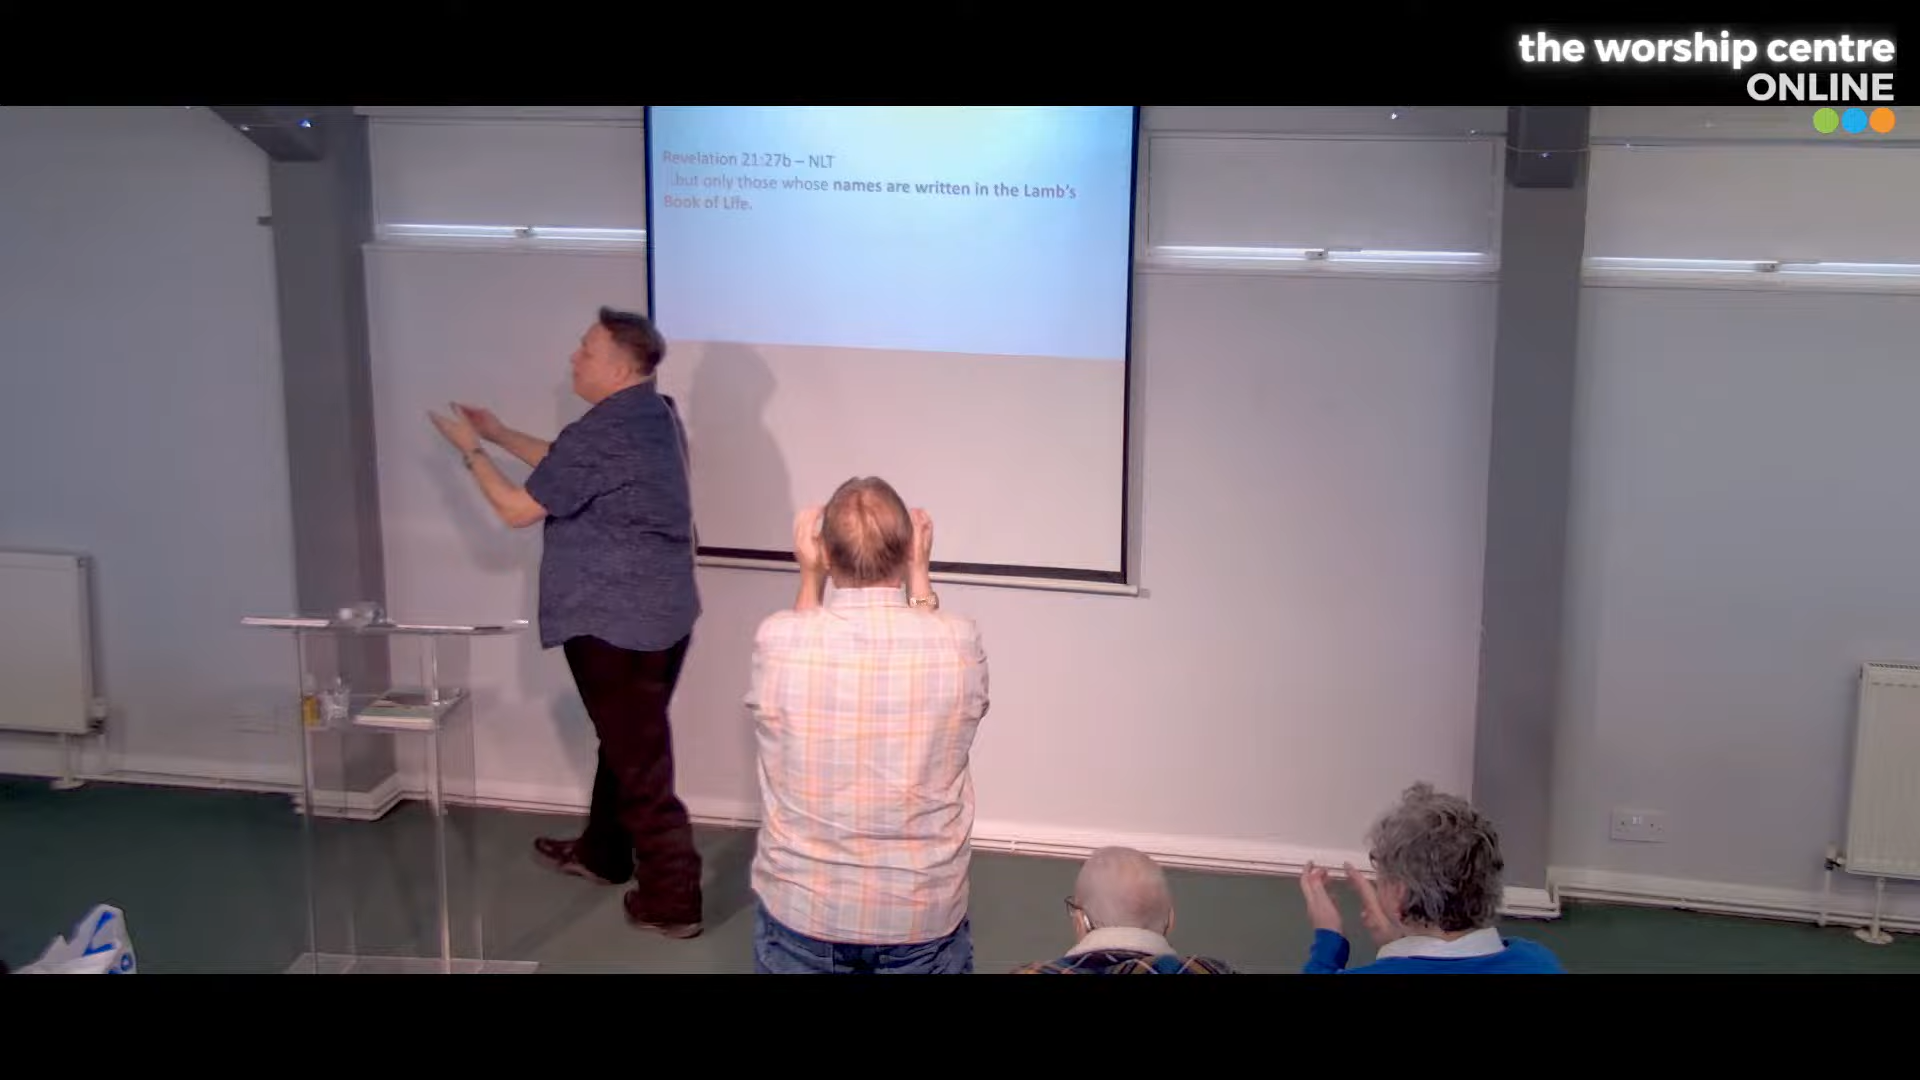 the worship centre
ONLINE
Revelation 21:27b – NLT
...but only those whose names are written in the Lamb's
Book of Life.